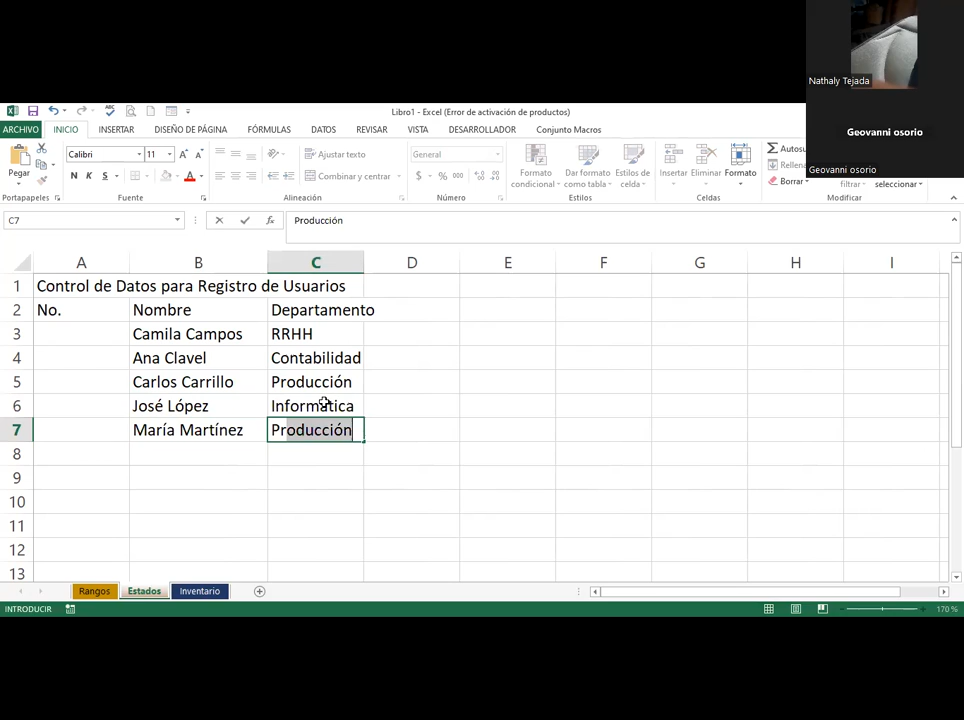 Nathaly Tejada
Geovanni osorio
Geovanni osorio
Libro1 - Excel (Error de activación de productos)
ARCHIVO INICIO INSERTAR DISEÑO DE PÁGINA FÓRMULAS DATOS REVISAR VISTA DESARROLLADOR Conjunto Macros
Pegar
Calibri 11
N K S
Ajustar texto
Combinar y centrar
General
$ % 000
Formato condicional
Dar formato como tabla
Estilos de celda
Insertar Eliminar Formato
Autosu
Rellena
Borrar
filtrar
seleccionar
Portapapeles Fuente Alineación Número Estilos Celdas Modificar
C7 fx Producción
A B C D E F G H I
1 Control de Datos para Registro de Usuarios
2 No. Nombre Departamento
3 Camila Campos RRHH
4 Ana Clavel Contabilidad
5 Carlos Carrillo Producción
6 José López Informática
7 María Martínez Producción
8
9
10
11
12
13
Rangos Estados Inventario
INTRODUCIR 170 %